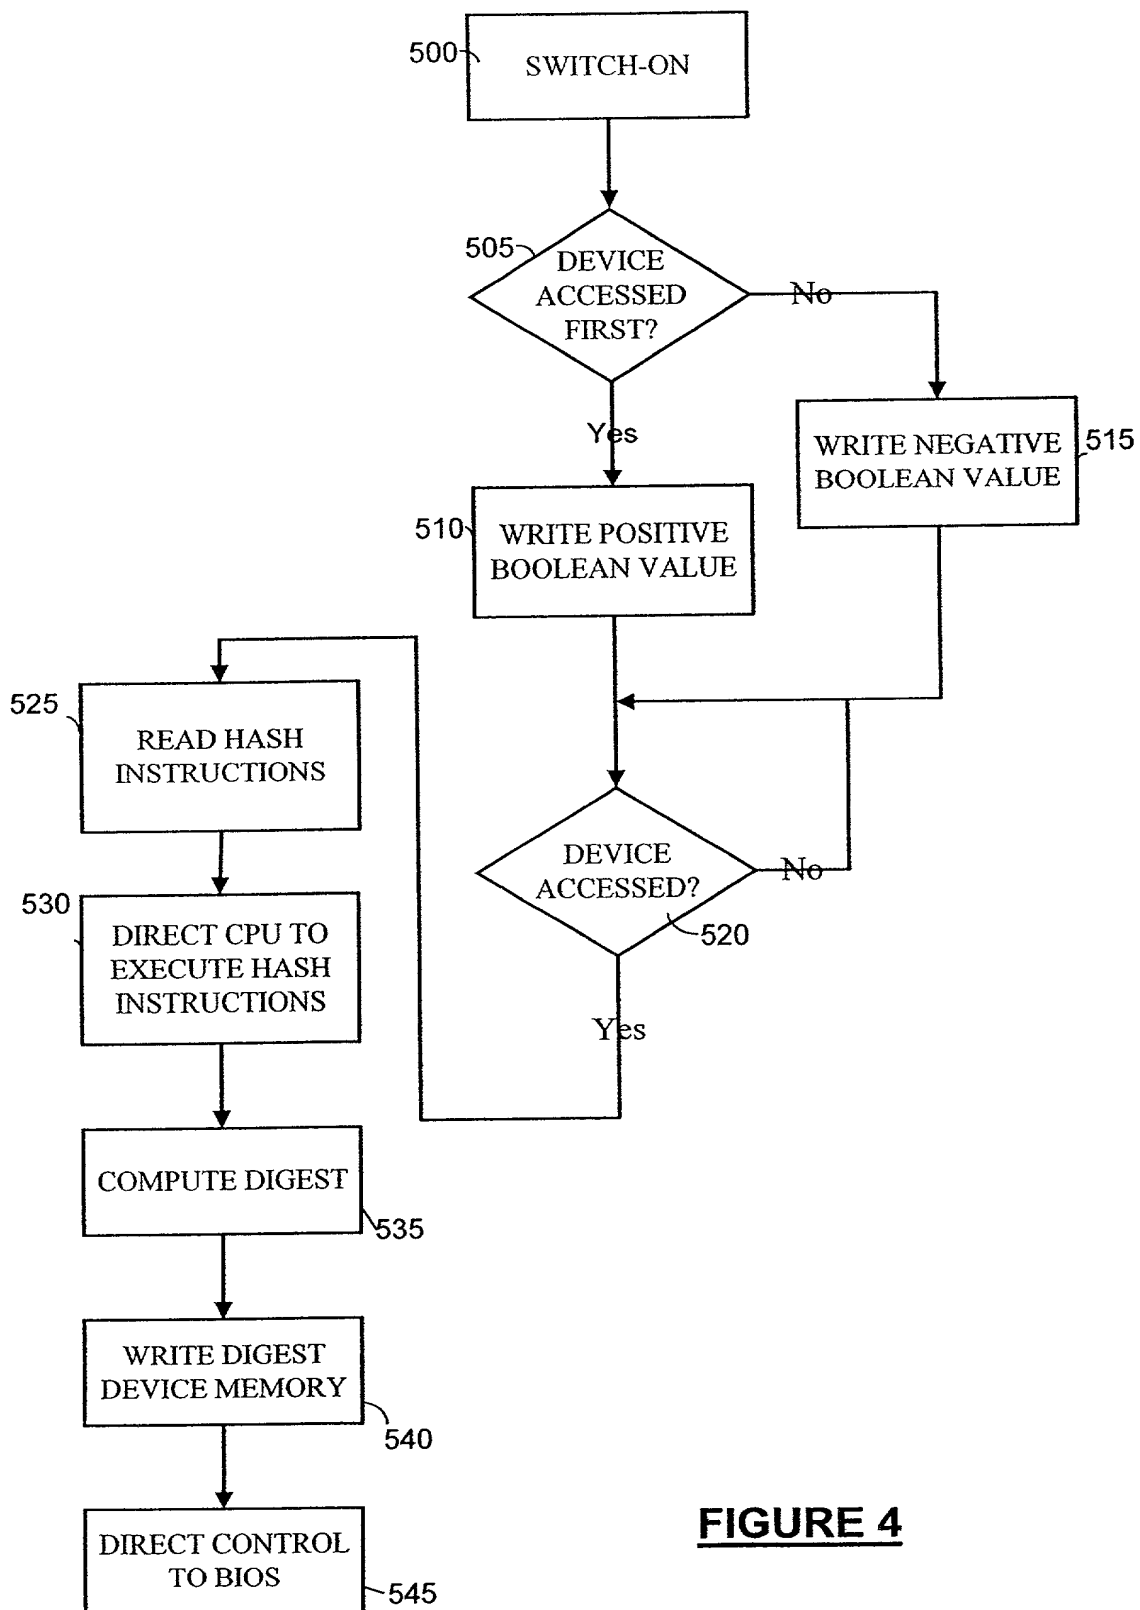 500
SWITCH-ON
505
DEVICE
ACCESSED
FIRST?
No
Yes
WRITE NEGATIVE
BOOLEAN VALUE
515
510
WRITE POSITIVE
BOOLEAN VALUE
525
READ HASH
INSTRUCTIONS
DEVICE
ACCESSED?
No
520
Yes
530
DIRECT CPU TO
EXECUTE HASH
INSTRUCTIONS
COMPUTE DIGEST
535
WRITE DIGEST
DEVICE MEMORY
540
DIRECT CONTROL
TO BIOS
545
FIGURE 4